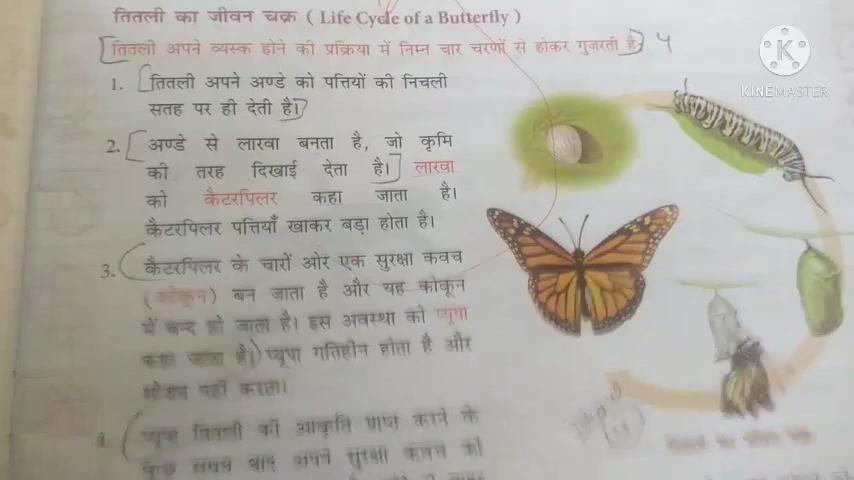 तितली का जीवन चक्र ( Life Cycle of a Butterfly )
तितली अपने व्यस्क होने की प्रक्रिया में निम्न चार चरणों से होकर गुजरती है- 4
1. तितली अपने अण्डे को पत्तियों की निचली
सतह पर ही देती है।
2. अण्डे से लारवा बनता है, जो कृमि
की तरह दिखाई देता है। लारवा
को कैटरपिलर कहा जाता है।
कैटरपिलर पत्तियाँ खाकर बड़ा होता है।
3. कैटरपिलर के चारों ओर एक सुरक्षा कवच
(कोकून) बन जाता है और यह कोकून
में बन्द हो जाता है। इस अवस्था को प्यूपा
कहा जाता है। प्यूपा गतिहीन होता है और
भोजन नहीं करता।
4. प्यूपा तितली की आकृति प्राप्त करने के
कुछ समय बाद अपने सुरक्षा कवच को
KINEMASTER